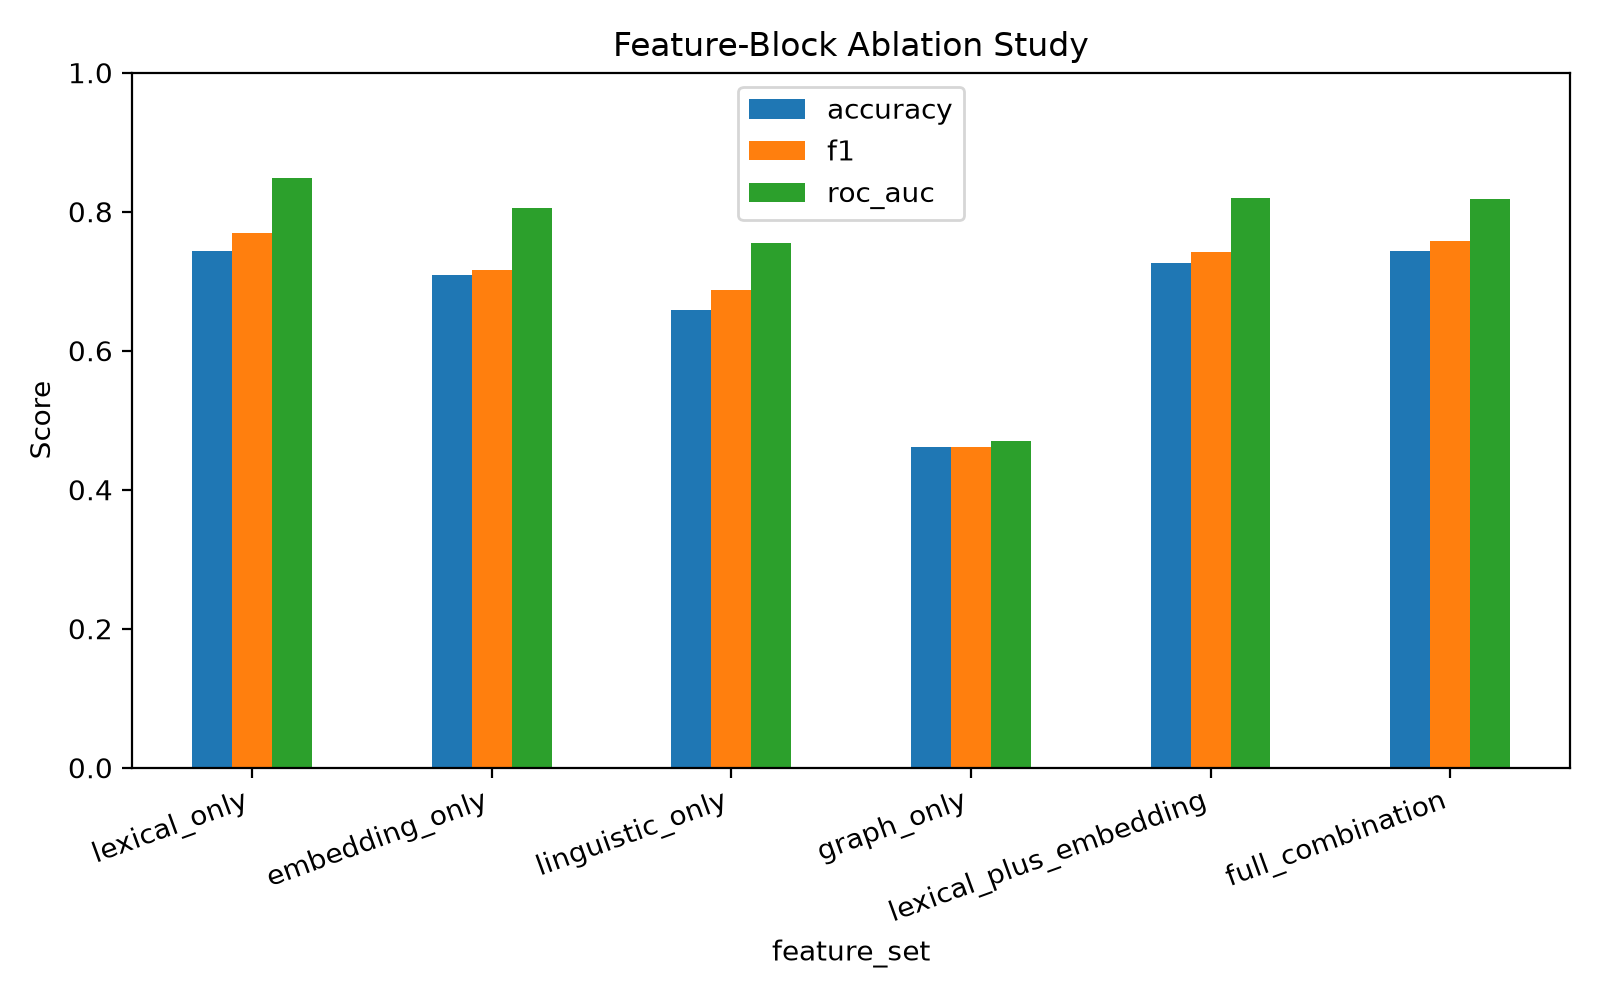 Feature-Block Ablation Study
1.0
0.8
0.6
0.4
0.2
0.0
Score
accuracy
f1
roc_auc
lexical_only
embedding_only
linguistic_only
graph_only
lexical_plus_embedding
full_combination
feature_set